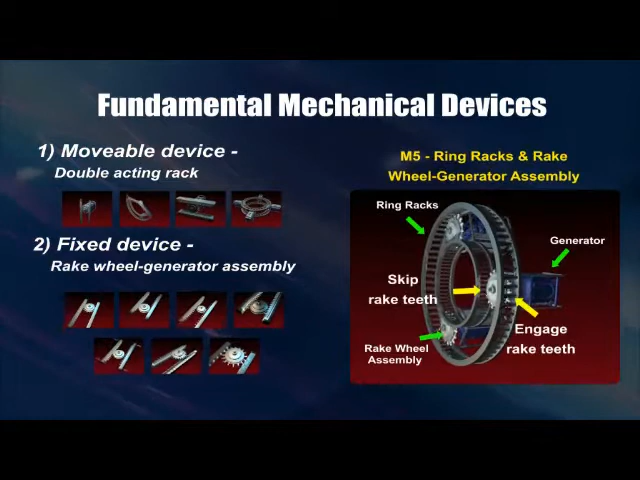 Fundamental Mechanical Devices
1) Moveable device -
Double acting rack
2) Fixed device -
Rake wheel-generator assembly
M5 - Ring Racks & Rake
Wheel-Generator Assembly
Ring Racks
Generator
Skip
rake teeth
Engage
rake teeth
Rake Wheel
Assembly